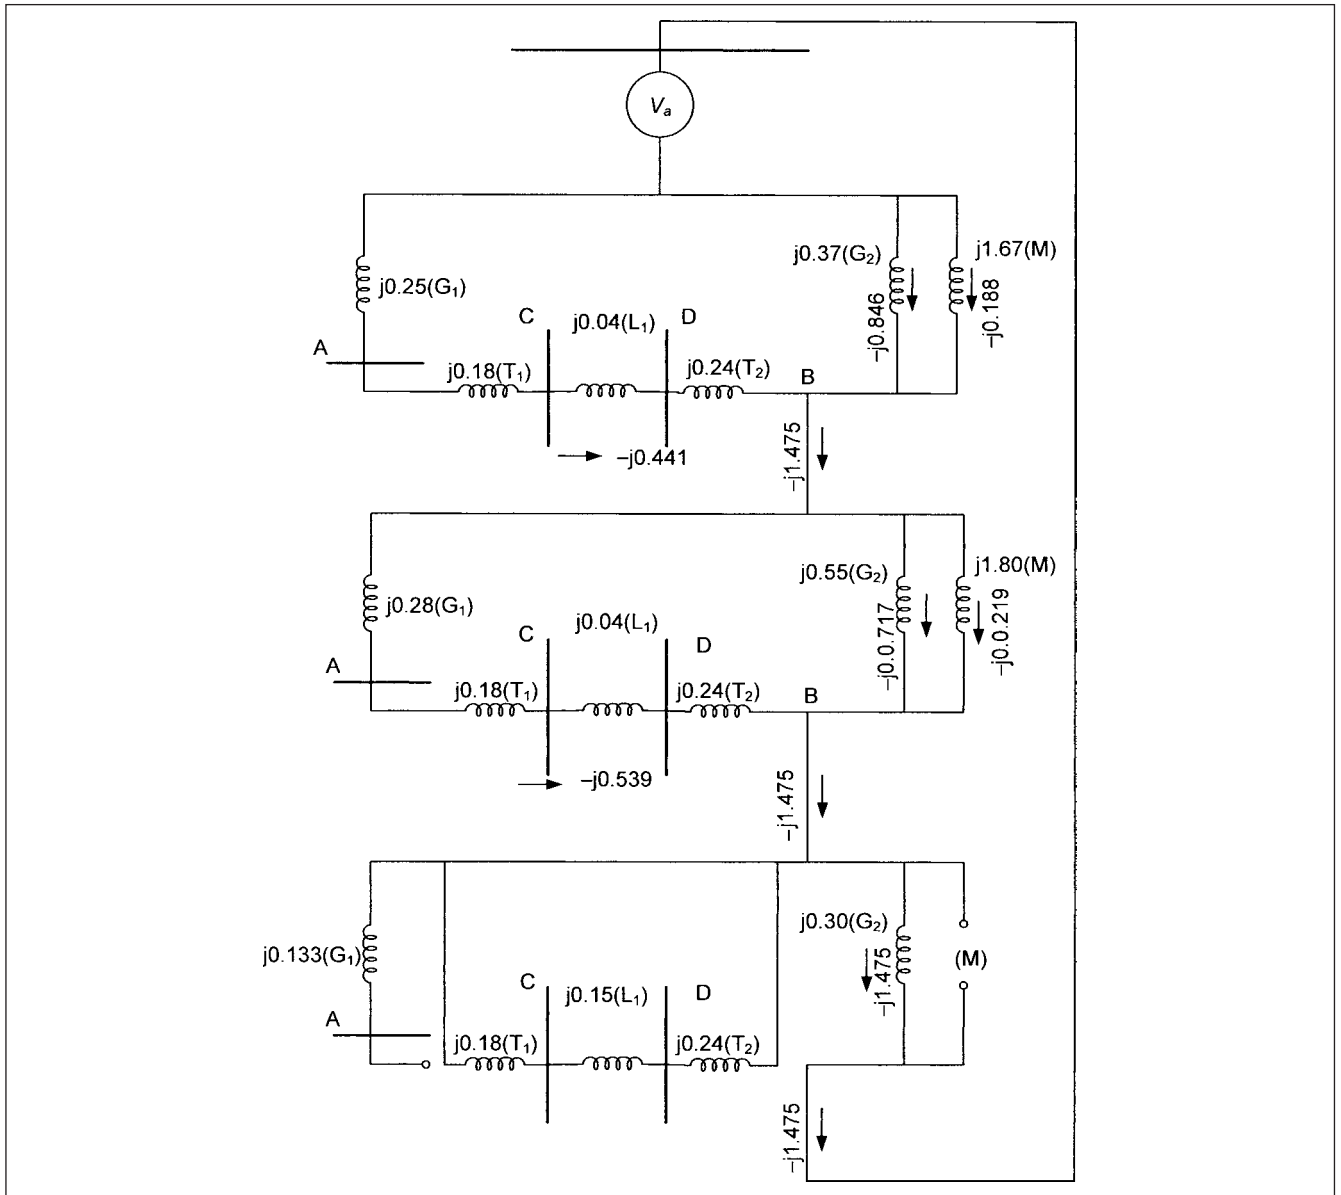 Va
j0.37(G2)
j1.67(M)
j0.25(G1)
–j0.846
–j0.188
C
j0.04(L1)
D
A
j0.18(T1)
j0.24(T2)
B
–j0.441
–j1.475
j0.55(G2)
j1.80(M)
j0.28(G1)
–j0.0.717
–j0.0.219
C
j0.04(L1)
D
A
j0.18(T1)
j0.24(T2)
B
–j0.539
–j1.475
j0.30(G2)
j0.133(G1)
–j1.475
(M)
C
j0.15(L1)
D
A
j0.18(T1)
j0.24(T2)
–j1.475